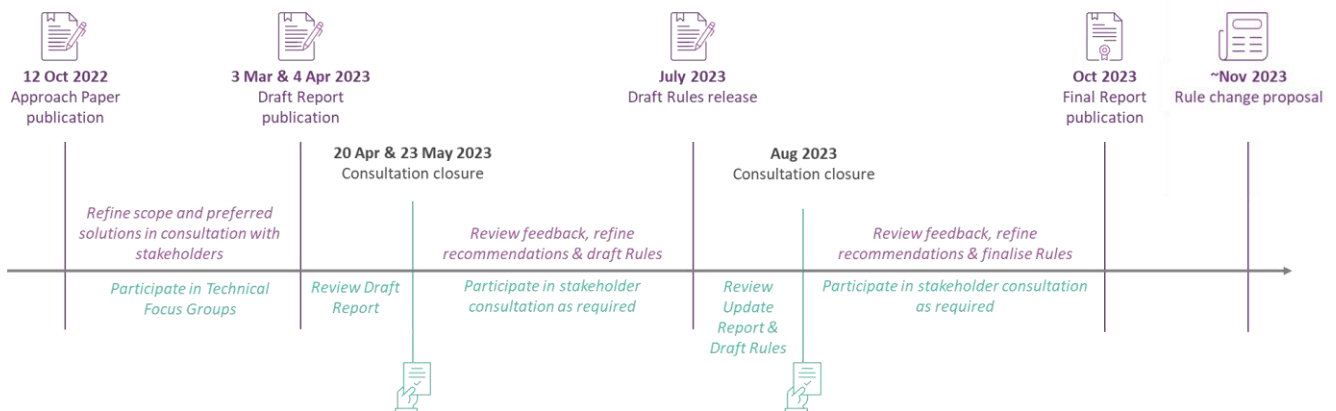 12 Oct 2022
Approach Paper
publication
3 Mar & 4 Apr 2023
Draft Report
publication
July 2023
Draft Rules release
Oct 2023
Final Report
publication
~Nov 2023
Rule change proposal
20 Apr & 23 May 2023
Consultation closure
Aug 2023
Consultation closure
Refine scope and preferred
solutions in consultation with
stakeholders
Review feedback, refine
recommendations & draft Rules
Review feedback, refine
recommendations & finalise Rules
Participate in Technical
Focus Groups
Review Draft
Report
Participate in stakeholder
consultation as required
Review
Update
Report &
Draft Rules
Participate in stakeholder consultation
as required